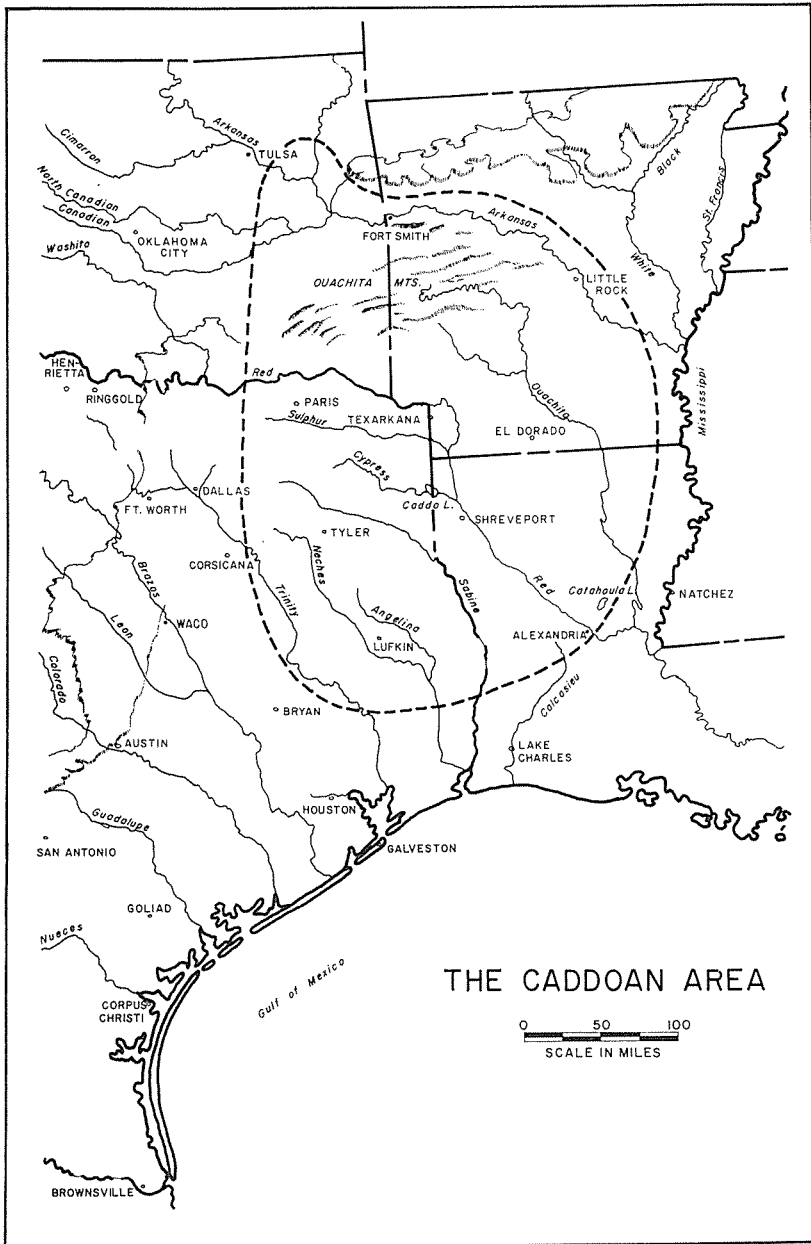 Cimarron
Arkansas
TULSA
North Canadian
Canadian
OKLAHOMA
CITY
Washita
Black
St. Francis
White
Arkansas
FORT SMITH
OUACHITA MTS.
LITTLE
ROCK
HEN-
RIETTA
RINGGOLD
Red
PARIS
Sulphur
TEXARKANA
Ouachita
EL DORADO
Mississippi
Cypress
Caddo L.
SHREVEPORT
DALLAS
FT. WORTH
TYLER
CORSICANA
Neches
Trinity
Sabine
Red
Catahoula L.
NATCHEZ
Brazos
WACO
Leon
Angelina
LUFKIN
ALEXANDRIA
Calcasieu
Colorado
BRYAN
AUSTIN
LAKE
CHARLES
HOUSTON
Guadalupe
GALVESTON
SAN ANTONIO
GOLIAD
Nueces
CORPUS
CHRISTI
Gulf of Mexico
THE CADDOAN AREA
0 50 100
SCALE IN MILES
BROWNSVILLE